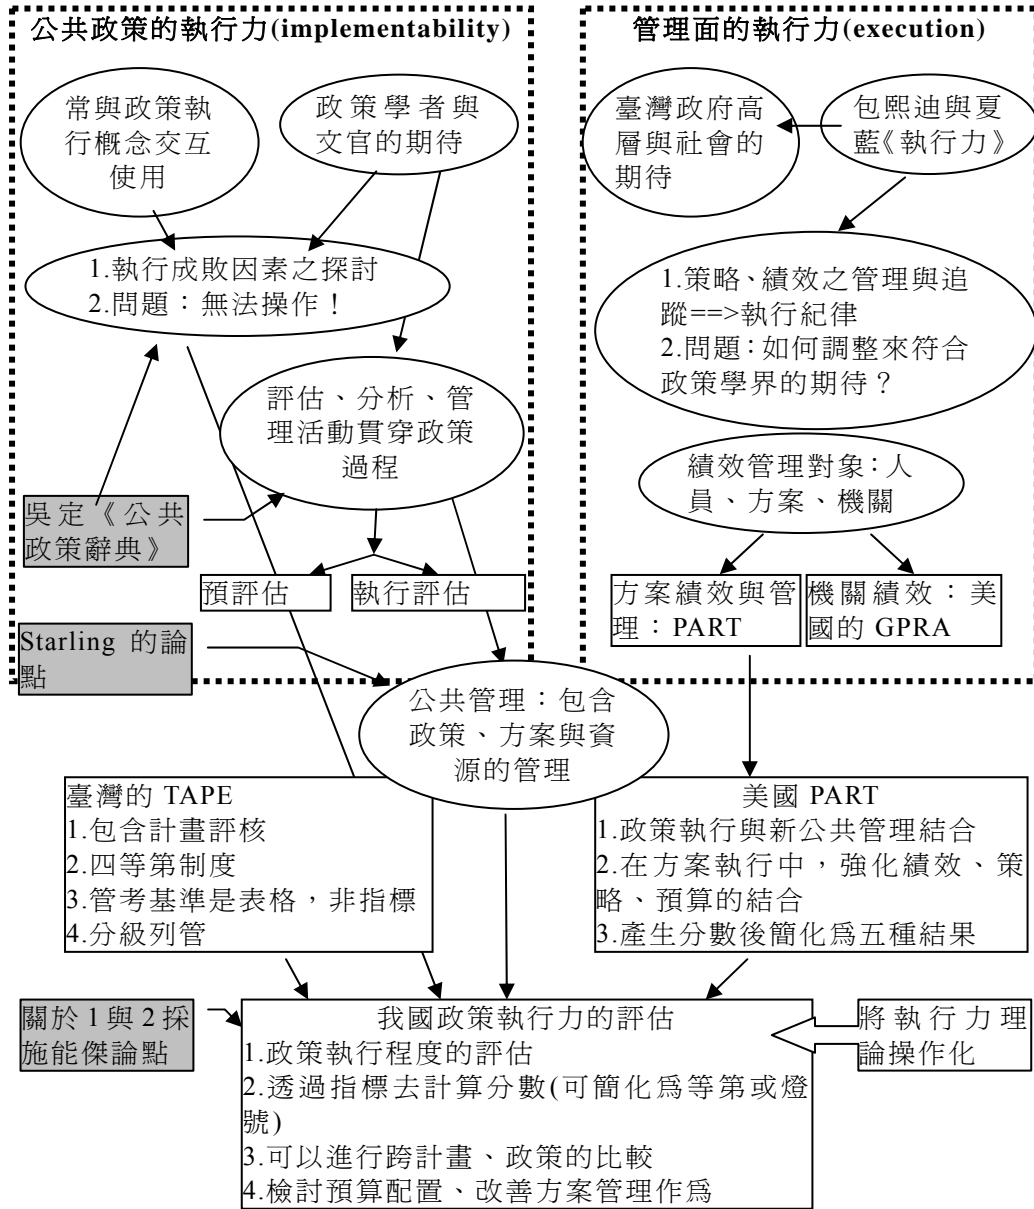 公共政策的執行力(implementability)
常與政策執
行概念交互
使用
政策學者與
文官的期待
1.執行成敗因素之探討
2.問題：無法操作！
評估、分析、管
理活動貫穿政策
過程
吳定《公共
政策辭典》
預評估
執行評估
Starling 的論
點
管理面的執行力(execution)
臺灣政府高
層與社會的
期待
包熙迪與夏
藍《執行力》
1.策略、績效之管理與追
蹤==>執行紀律
2.問題：如何調整來符合
政策學界的期待？
績效管理對象：人
員、方案、機關
方案績效與管
理：PART
機關績效：美
國的 GPRA
公共管理：包含
政策、方案與資
源的管理
臺灣的 TAPE
1.包含計畫評核
2.四等第制度
3.管考基準是表格，非指標
4.分級列管
美國 PART
1.政策執行與新公共管理結合
2.在方案執行中，強化績效、策
略、預算的結合
3.產生分數後簡化為五種結果
關於 1 與 2 採
施能傑論點
我國政策執行力的評估
1.政策執行程度的評估
2.透過指標去計算分數(可簡化為等第或燈
號)
3.可以進行跨計畫、政策的比較
4.檢討預算配置、改善方案管理作為
將執行力理
論操作化